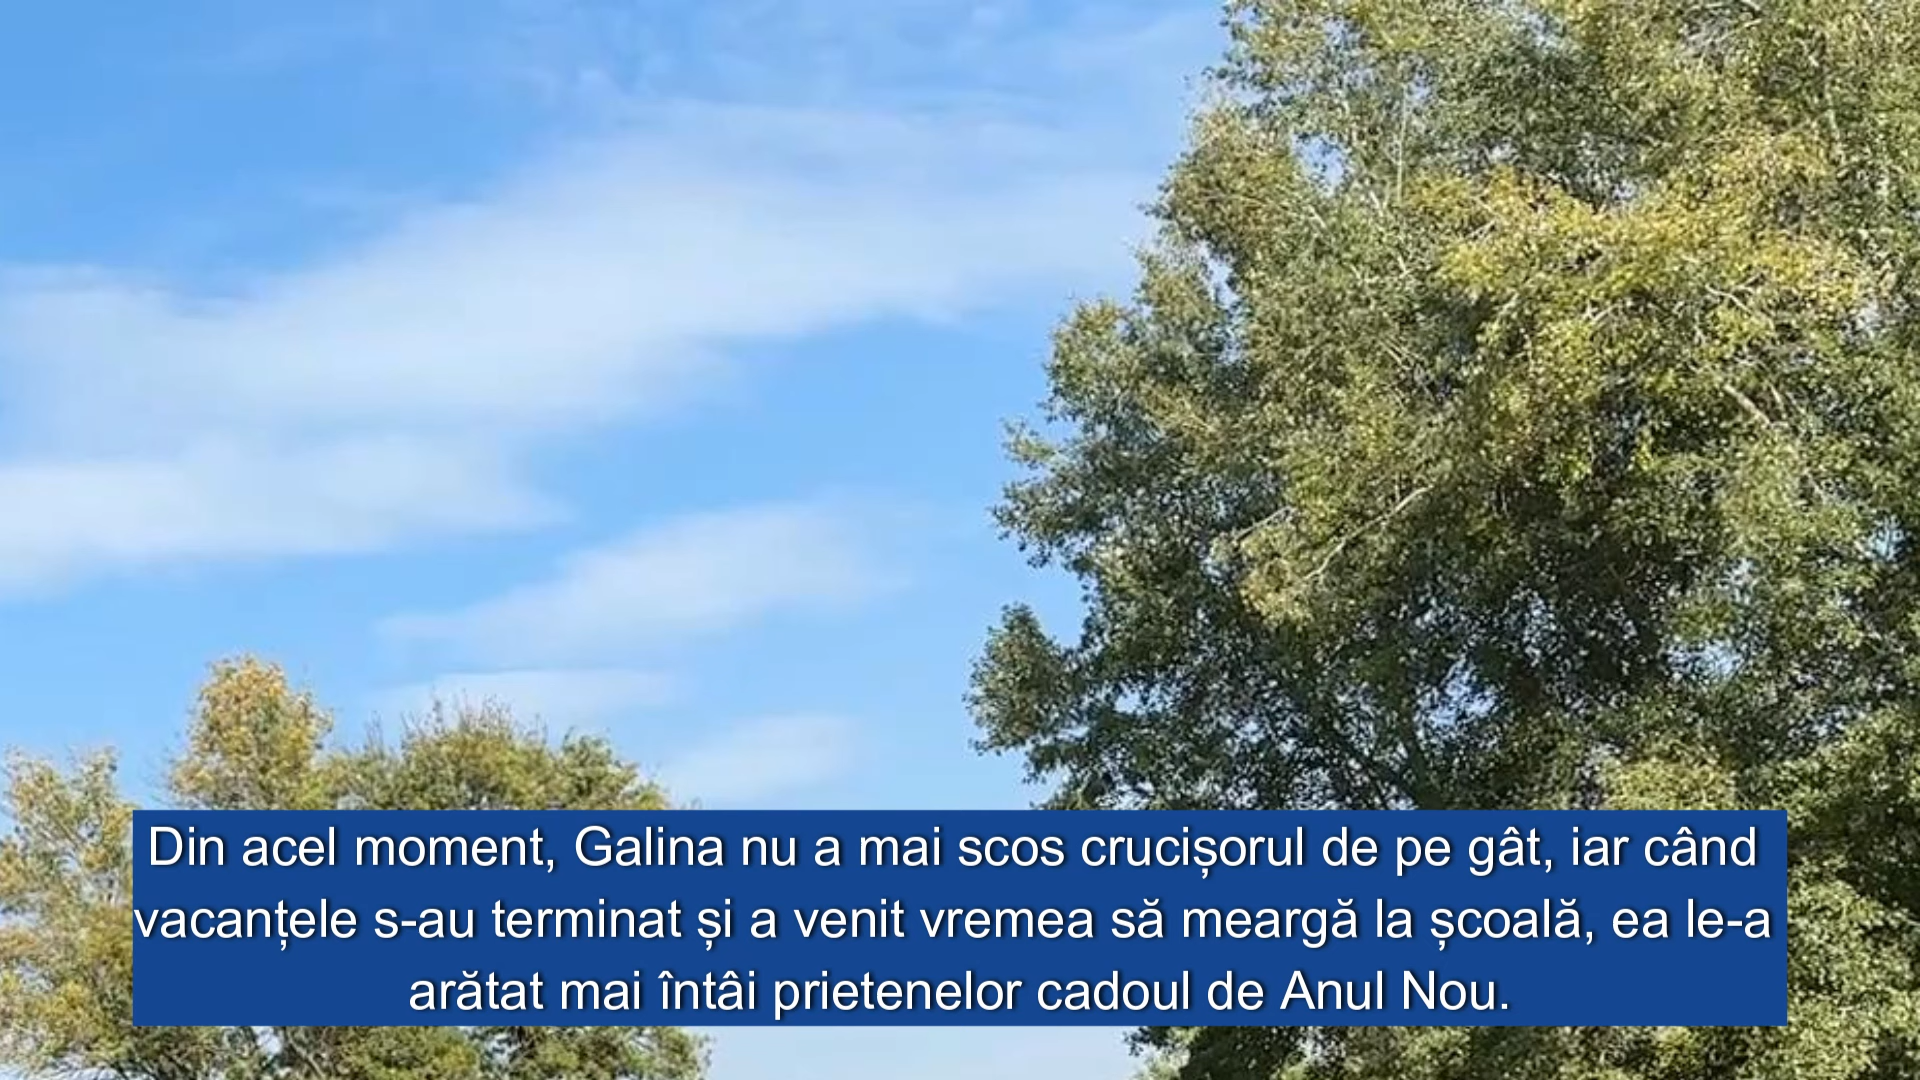 Din acel moment, Galina nu a mai scos crucișorul de pe gât, iar când
vacanțele s-au terminat și a venit vremea să meargă la școală, ea le-a
arătat mai întâi prietenelor cadoul de Anul Nou.